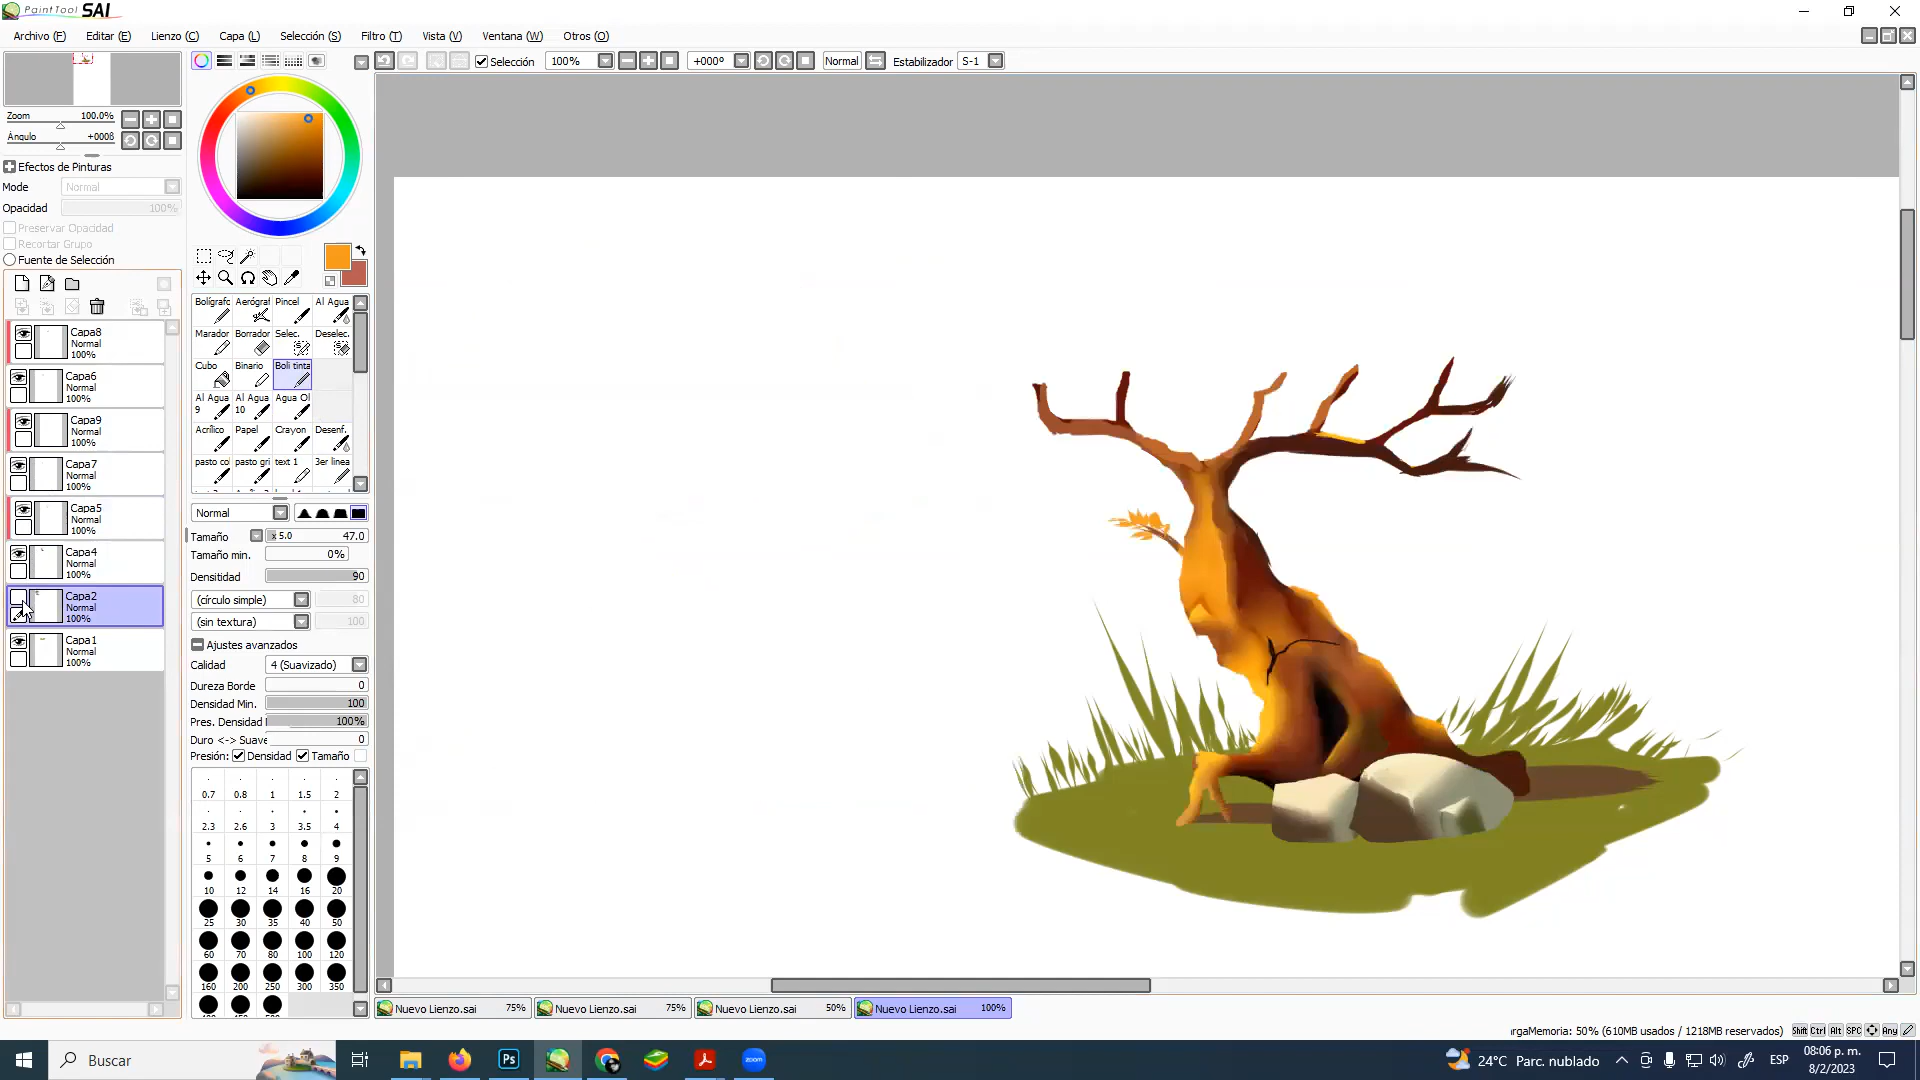 PaintTool SAI
Archivo (F) Editar (E) Lienzo (C) Capa (L) Selección (S) Filtro (T) Vista (V) Ventana (W) Otros (O)
Selección 100% +000º Normal Estabilizador S-1
Zoom 100.0%
Ángulo +000ß
Efectos de Pinturas
Mode Normal
Opacidad 100%
Preservar Opacidad
Recortar Grupo
Fuente de Selección
Capa8
Normal
100%
Capa6
Normal
100%
Capa9
Normal
100%
Capa7
Normal
100%
Capa5
Normal
100%
Capa4
Normal
100%
Capa2
Normal
100%
Capa1
Normal
100%
Bolígrafo Aerógraf Pincel Al Agua
Marador Borrador Selec. Deselec.
Cubo Binario Boli tinta
Al Agua 9 Al Agua 10 Agua Ol
Acrílico Papel Crayon Desenf.
pasto co pasto gri text 1 3er linea
Normal
Tamaño x 5.0 47.0
Tamaño min. 0%
Densitidad 90
(círculo simple) 80
(sin textura) 100
Ajustes avanzados
Calidad 4 (Suavizado)
Dureza Borde 0
Densidad Min. 100
Pres. Densidad 100%
Duro <-> Suave 0
Presión: Densidad Tamaño
0.7 0.8 1 1.5 2
2.3 2.6 3 3.5 4
5 6 7 8 9
10 12 14 16 20
25 30 35 40 50
60 70 80 100 120
160 200 250 300 350
Nuevo Lienzo.sai 75% Nuevo Lienzo.sai 75% Nuevo Lienzo.sai 50% Nuevo Lienzo.sai 100%
rgaMemoria: 50% (610MB usados / 1218MB reservados) Shift Ctrl Alt SPC Any
Buscar
Ps
zoom
24°C Parc. nublado ESP
08:06 p. m.
8/2/2023